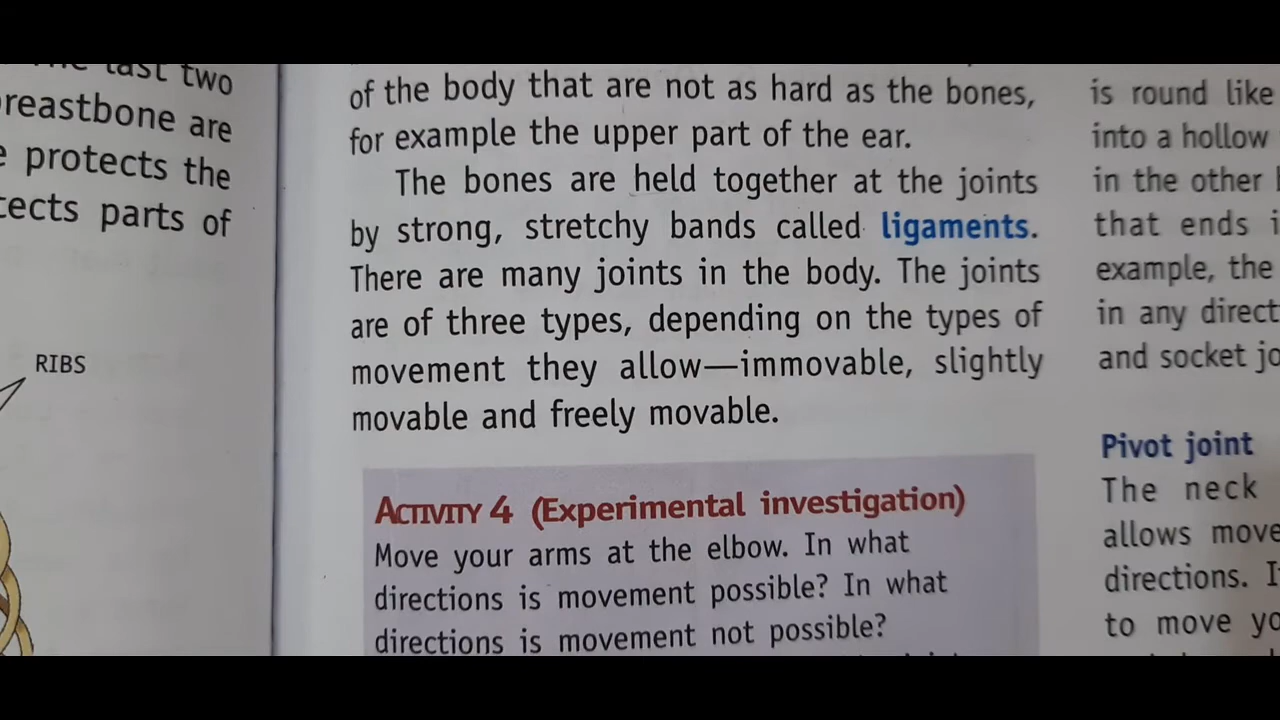 last two
breastbone are
protects the
parts of
RIBS
of the body that are not as hard as the bones,
for example the upper part of the ear.
The bones are held together at the joints
by strong, stretchy bands called ligaments.
There are many joints in the body. The joints
are of three types, depending on the types of
movement they allow—immovable, slightly
movable and freely movable.
ACTIVITY 4 (Experimental investigation)
Move your arms at the elbow. In what
directions is movement possible? In what
directions is movement not possible?
is round like
into a hollow
in the other
that ends
example, the
in any
and socket
Pivot joint
The neck
allows
directions.
to move